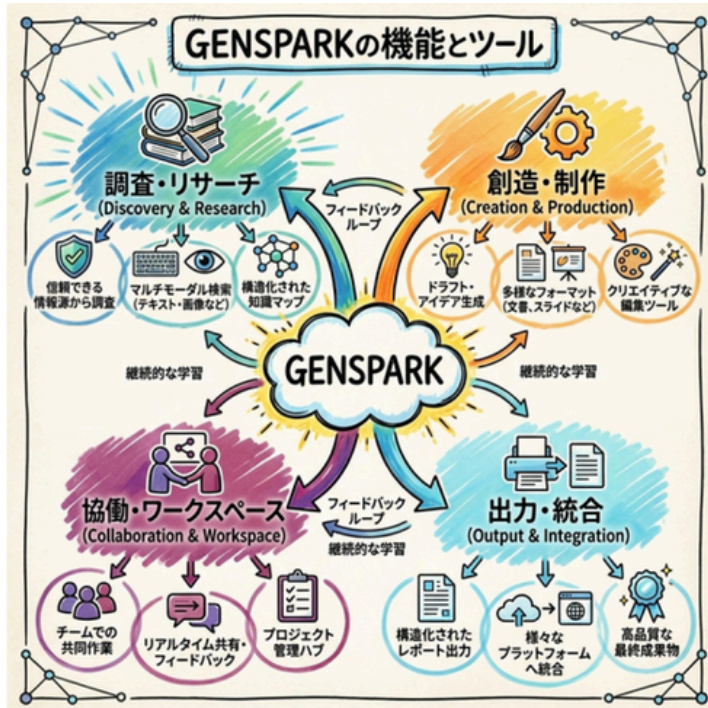 GENSPARKの機能とツール
調査・リサーチ
(Discovery & Research)
信頼できる
情報源から調査
マルチモーダル検索
(テキスト・画像など)
構造化された
知識マップ
フィードバック
ループ
創造・制作
(Creation & Production)
ドラフト・
アイデア生成
多様なフォーマット
(文書、スライドなど)
クリエイティブな
編集ツール
継続的な学習
GENSPARK
継続的な学習
協働・ワークスペース
(Collaboration & Workspace)
チームでの
共同作業
リアルタイム共有・
フィードバック
プロジェクト
管理ハブ
フィードバック
ループ
継続的な学習
出力・統合
(Output & Integration)
構造化された
レポート出力
様々な
プラットフォーム
へ統合
高品質な
最終成果物